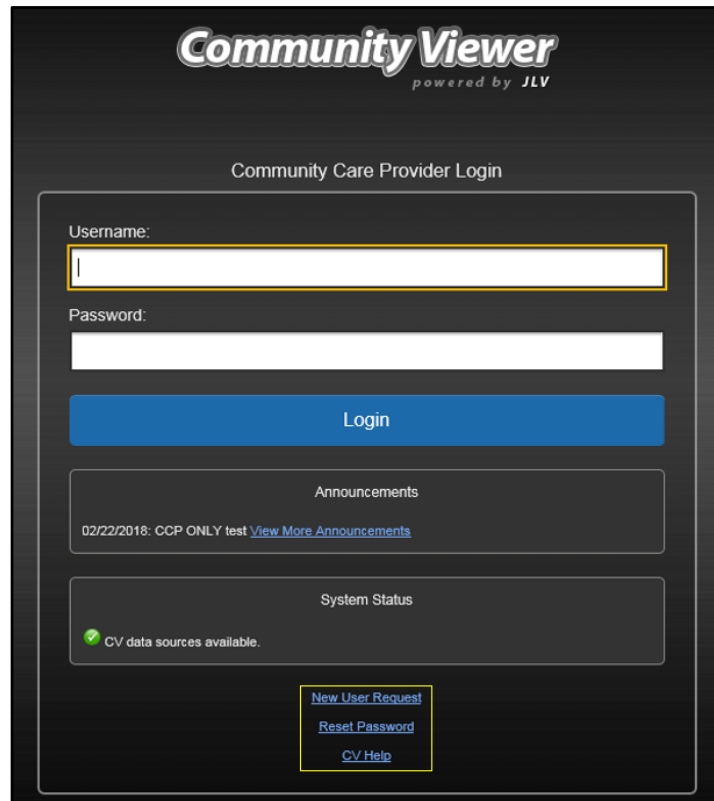 Community Viewer
powered by JLV
Community Care Provider Login
Username:
Password:
Login
Announcements
02/22/2018: CCP ONLY test View More Announcements
System Status
CV data sources available.
New User Request
Reset Password
CV Help